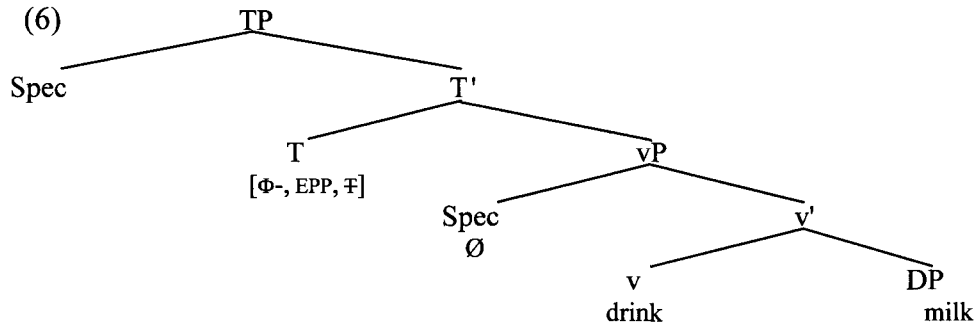 (6)
TP
Spec
T'
T
vP
[Φ-, EPP, T̶]
Spec
v'
Ø
v
DP
drink
milk